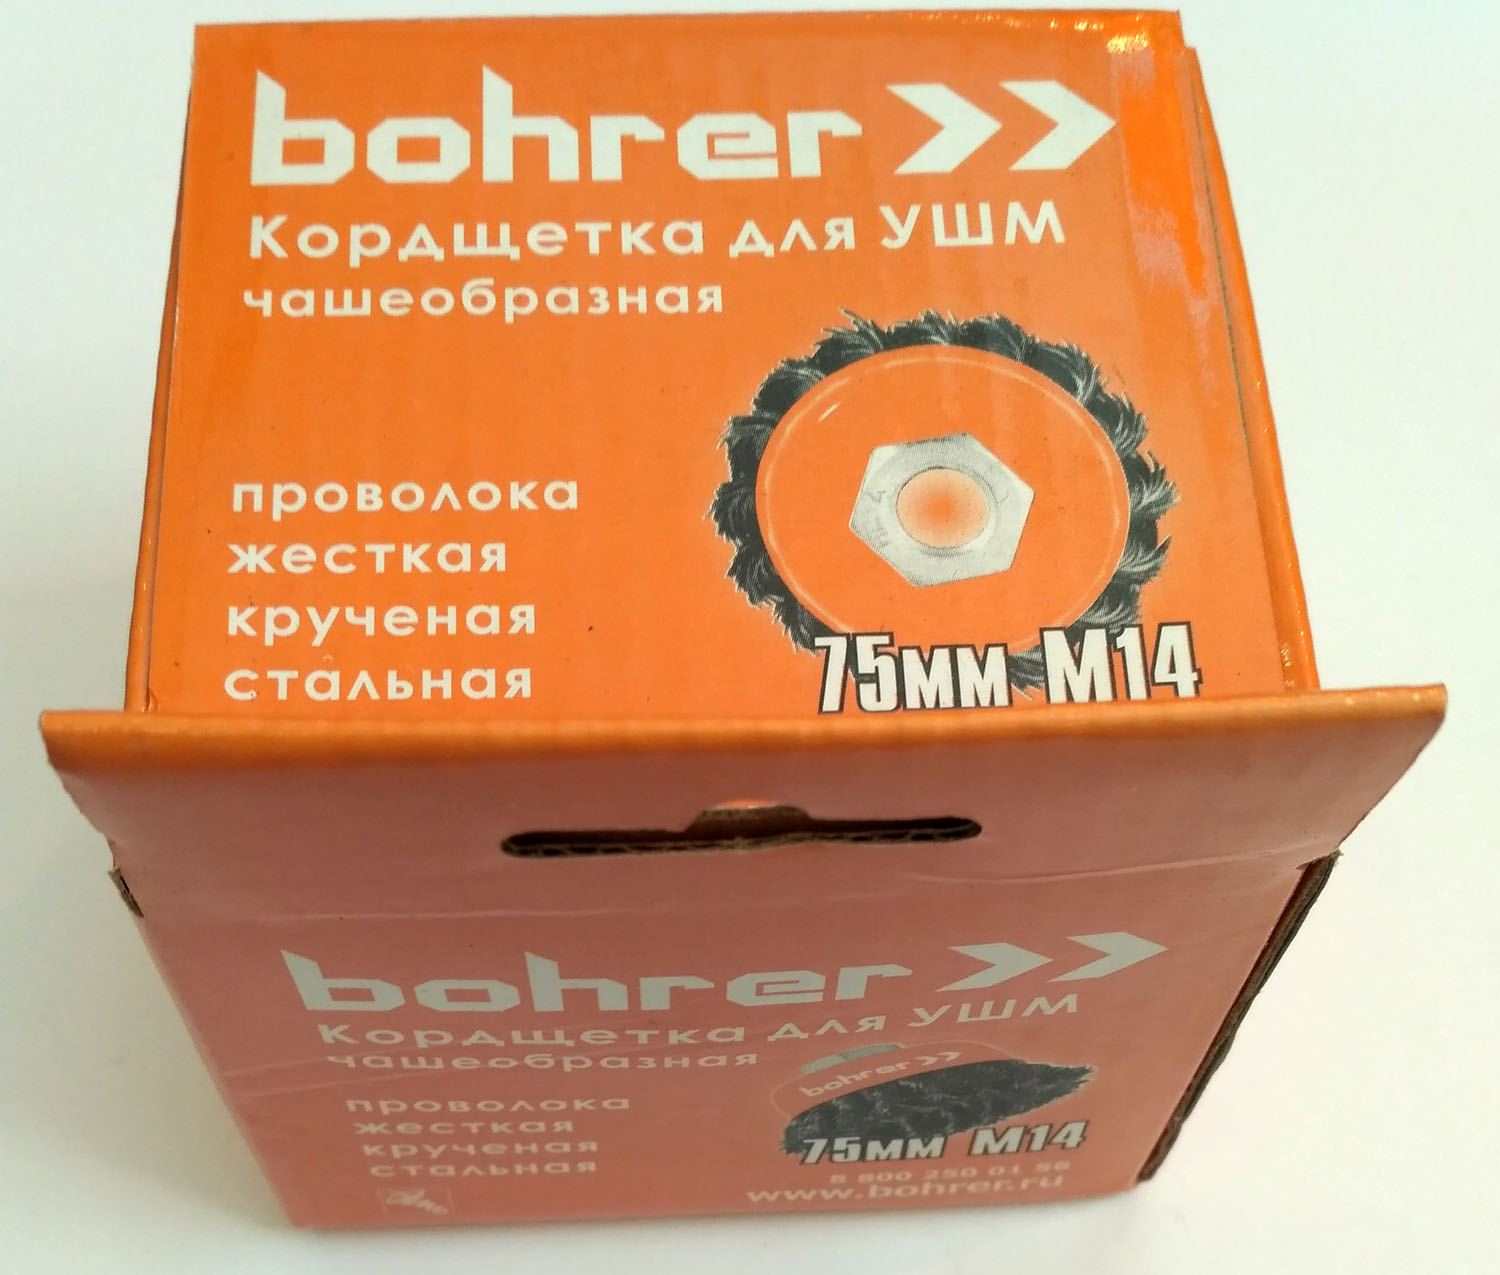 bohrer
Кордщетка для УШМ
чашеобразная
проволока
жесткая
крученая
стальная
75мм М14
bohrer
Кордщетка для УШМ
чашеобразная
bohrer
проволока
жесткая
крученая
стальная
75мм М14
8 800 250 01 56
www.bohrer.ru